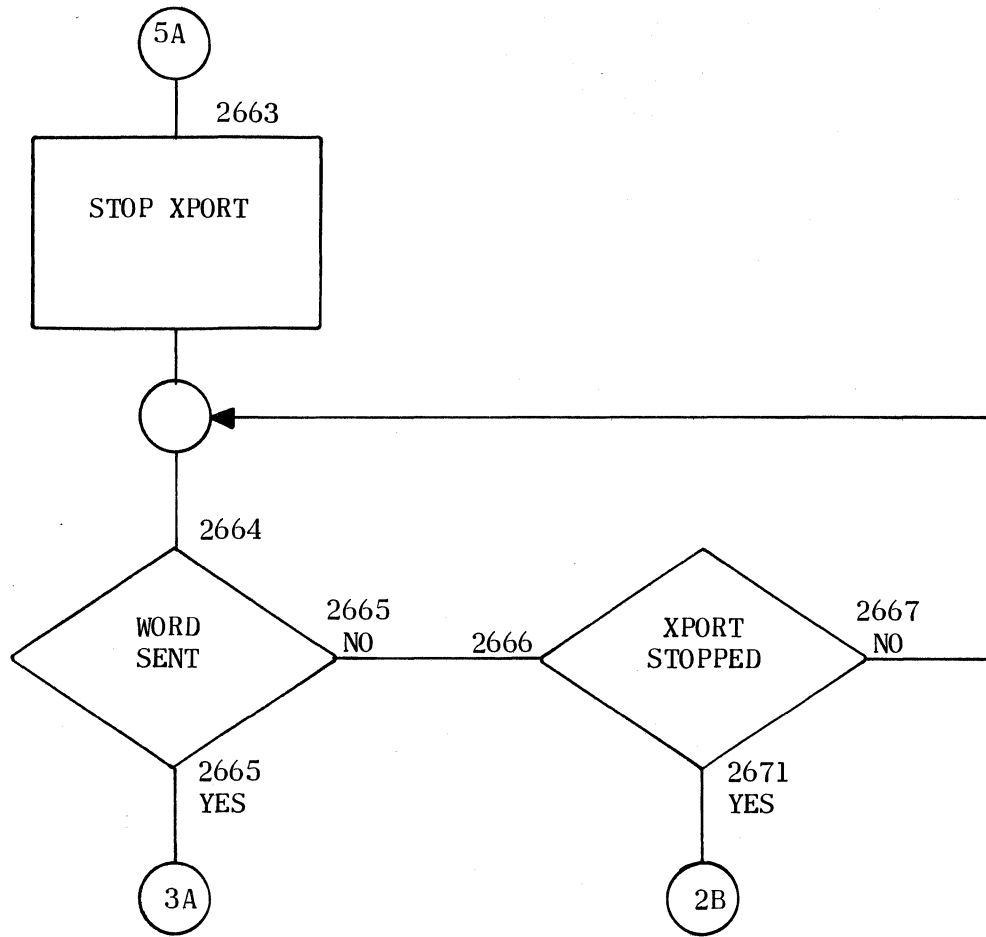 5A
2663
STOP XPORT
2664
WORD
SENT
2665
NO
2666
XPORT
STOPPED
2667
NO
2665
YES
2671
YES
3A
2B